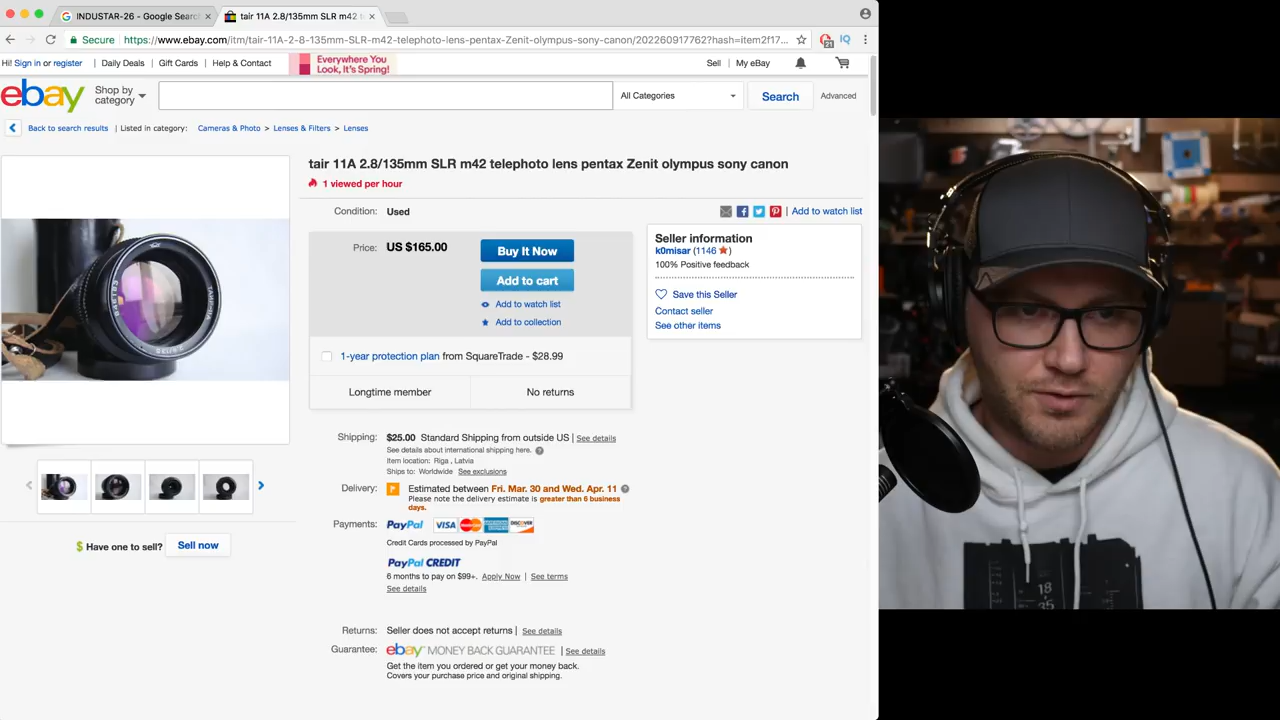 INDUSTAR-26 - Google Searc
tair 11A 2.8/135mm SLR m42 t
Secure
https://www.ebay.com/itm/tair-11A-2-8-135mm-SLR-m42-telephoto-lens-pentax-Zenit-olympus-sony-canon/202260917762?hash=item2f17...
21
IQ
Hi! Sign in or register
Daily Deals
Gift Cards
Help & Contact
Everywhere You
Look, It's Spring!
Sell
My eBay
ebay
Shop by
category
All Categories
Search
Advanced
Back to search results
Listed in category:
Cameras & Photo > Lenses & Filters > Lenses
tair 11A 2.8/135mm SLR m42 telephoto lens pentax Zenit olympus sony canon
1 viewed per hour
Condition: Used
Add to watch list
Price: US $165.00
Buy It Now
Add to cart
Add to watch list
Add to collection
Seller information
k0misar (1146 )
100% Positive feedback
Save this Seller
Contact seller
See other items
1-year protection plan from SquareTrade - $28.99
Longtime member
No returns
Shipping: $25.00 Standard Shipping from outside US | See details
See details about international shipping here.
Item location: Riga , Latvia
Ships to: Worldwide See exclusions
Delivery: Estimated between Fri. Mar. 30 and Wed. Apr. 11
Please note the delivery estimate is greater than 6 business
days.
Payments: PayPal VISA DISCOVER
Credit Cards processed by PayPal
PayPal CREDIT
6 months to pay on $99+. Apply Now | See terms
See details
$ Have one to sell? Sell now
Returns: Seller does not accept returns | See details
Guarantee: ebay MONEY BACK GUARANTEE | See details
Get the item you ordered or get your money back.
Covers your purchase price and original shipping.
18
35